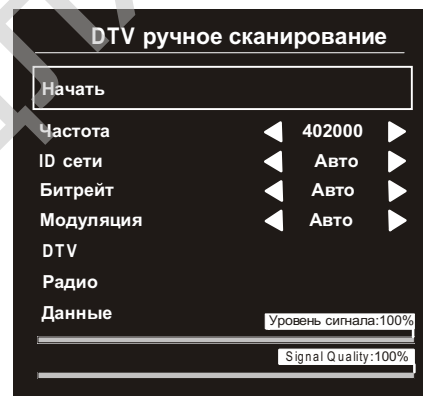 DTV ручное сканирование
Начать
Частота 402000
ID сети Авто
Битрейт Авто
Модуляция Авто
DTV
Радио
Данные
Уровень сигнала:100%
Signal Quality:100%